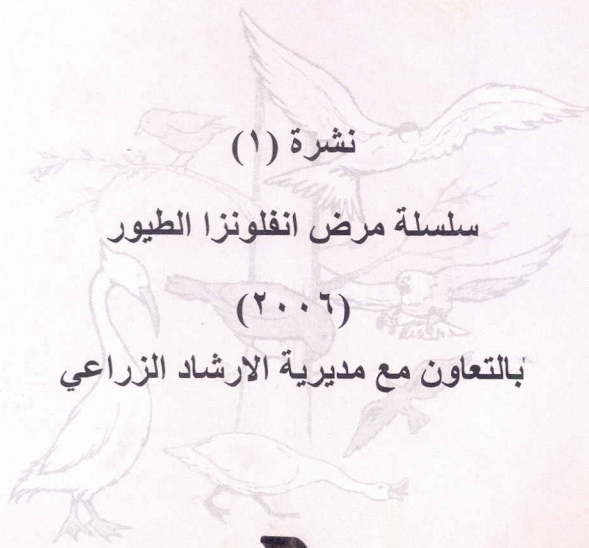 نشرة (١)
سلسلة مرض انفلونزا الطيور
(٢٠٠٦)
بالتعاون مع مديرية الارشاد الزراعي